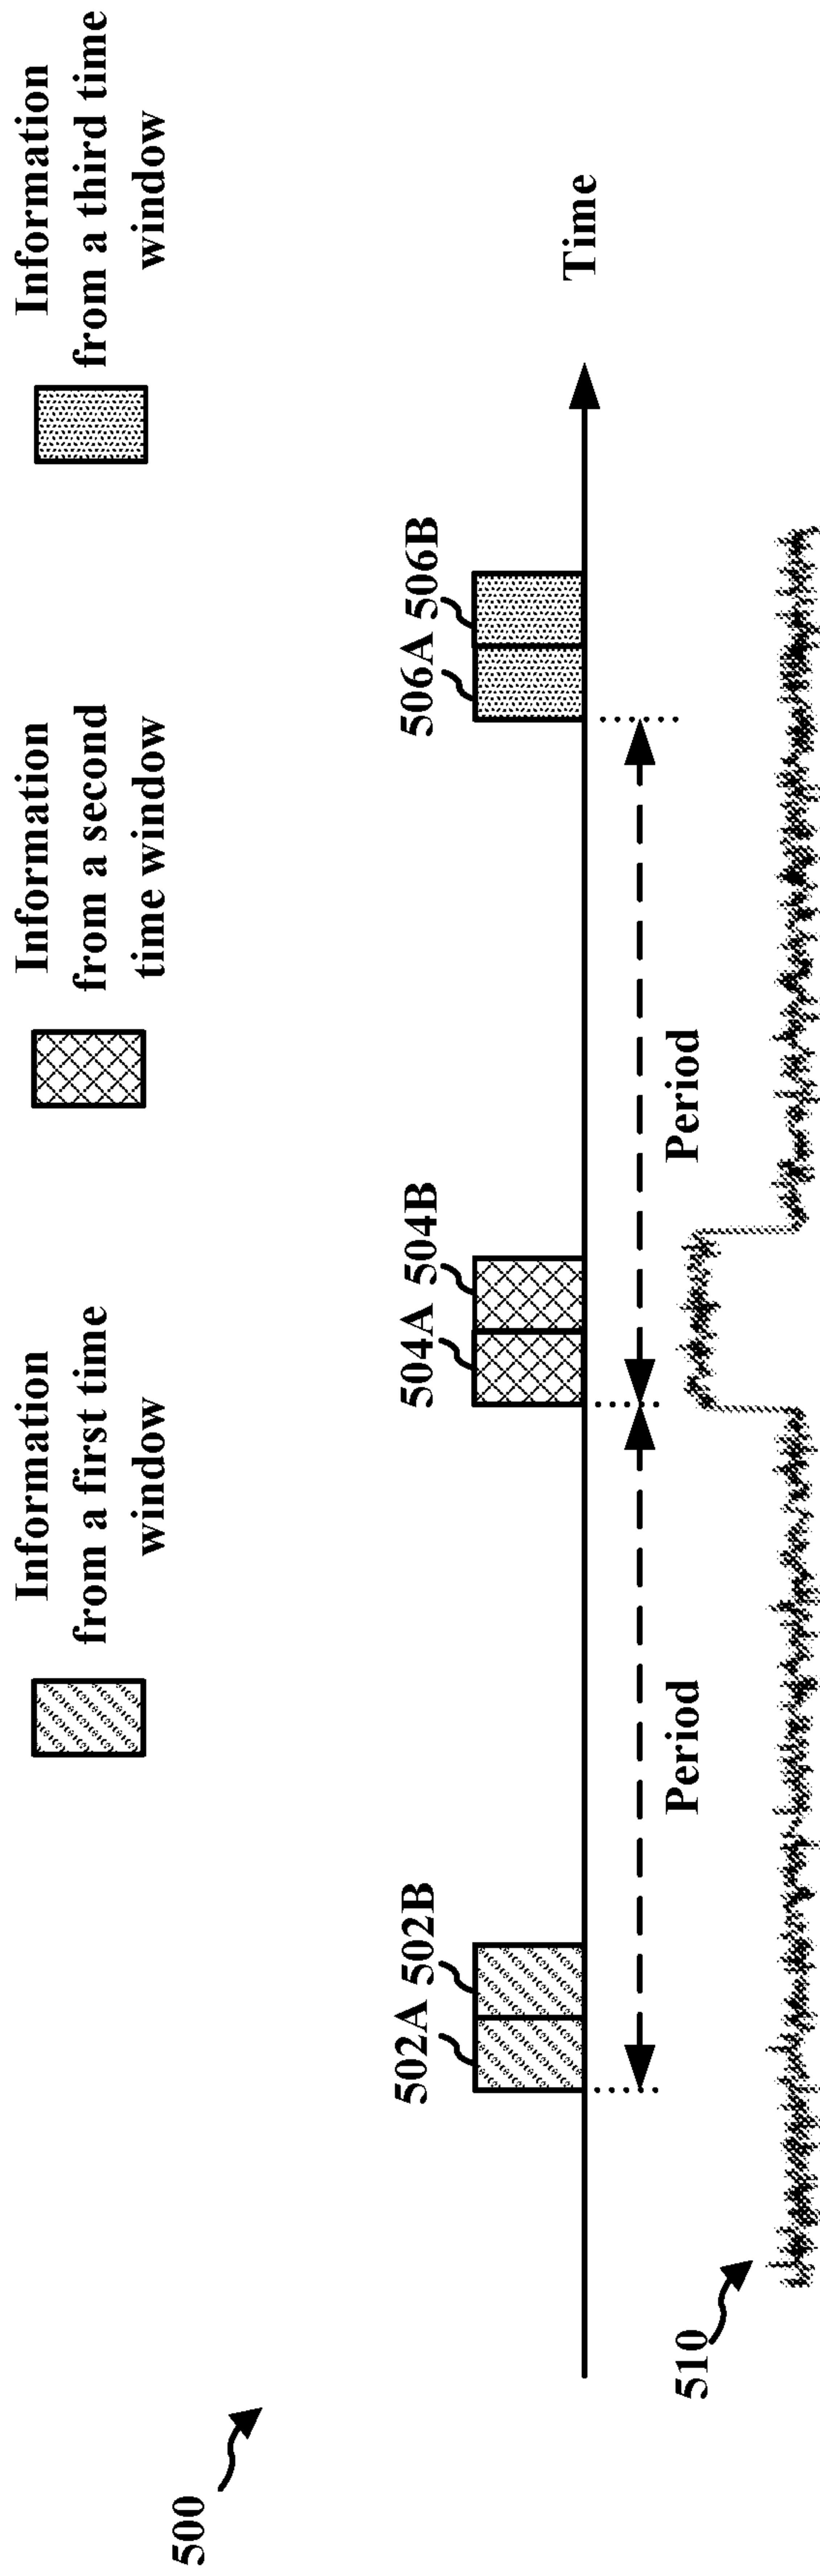 500
Information
from a first time
window
Information
from a second
time window
Information
from a third time
window
502A 502B
504A 504B
506A 506B
Time
Period
Period
510